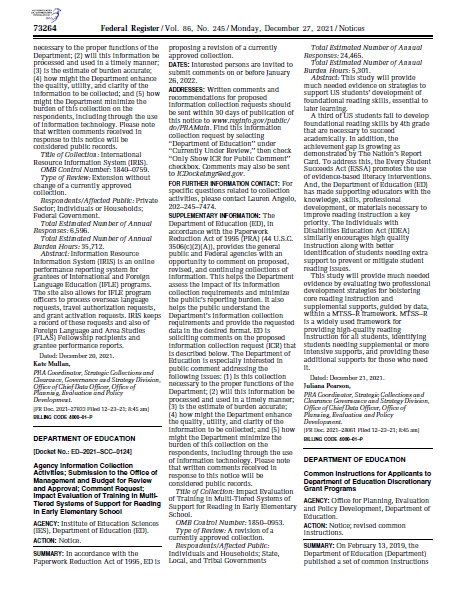 73264
Federal Register / Vol. 86, No. 245 / Monday, December 27, 2021 / Notices
necessary to the proper functions of the
Department; (2) will this information be
processed and used in a timely manner;
(3) is the estimate of burden accurate;
(4) how might the Department enhance
the quality, utility, and clarity of the
information to be collected; and (5) how
might the Department minimize the
burden of this collection on the
respondents, including through the use
of information technology. Please note
that written comments received in
response to this notice will be
considered public records.
Title of Collection: International
Resource Information System (IRIS).
OMB Control Number: 1840–0759.
Type of Review: Extension without
change of a currently approved
collection.
Respondents/Affected Public: Private
Sector; Individuals or Households;
Federal Government.
Total Estimated Number of Annual
Responses: 6,596.
Total Estimated Number of Annual
Burden Hours: 35,712.
Abstract: Information Resource
Information System (IRIS) is an online
performance reporting system for
grantees of International and Foreign
Language Education (IFLE) programs.
The site also allows for IFLE program
officers to process overseas language
requests, travel authorization requests,
and grant activation requests. IRIS keeps
a record of these requests and also of
Foreign Language and Area Studies
(FLAS) Fellowship recipients and
grantee performance reports.
Dated: December 20, 2021.
Kate Mullan,
PRA Coordinator, Strategic Collections and
Clearance, Governance and Strategy Division,
Office of Chief Data Officer, Office of
Planning, Evaluation and Policy
Development.
[FR Doc. 2021–27933 Filed 12–23–21; 8:45 am]
BILLING CODE 4000–01–P
DEPARTMENT OF EDUCATION
[Docket No.: ED–2021–SCC–0124]
Agency Information Collection
Activities; Submission to the Office of
Management and Budget for Review
and Approval; Comment Request;
Impact Evaluation of Training in Multi-
Tiered Systems of Support for Reading
in Early Elementary School
AGENCY: Institute of Education Sciences
(IES), Department of Education (ED).
ACTION: Notice.
SUMMARY: In accordance with the
Paperwork Reduction Act of 1995, ED is
proposing a revision of a currently
approved collection.
DATES: Interested persons are invited to
submit comments on or before January
26, 2022.
ADDRESSES: Written comments and
recommendations for proposed
information collection requests should
be sent within 30 days of publication of
this notice to www.reginfo.gov/public/
do/PRAMain. Find this information
collection request by selecting
"Department of Education" under
"Currently Under Review," then check
"Only Show ICR for Public Comment"
checkbox. Comments may also be sent
to ICDocketmgr@ed.gov.
FOR FURTHER INFORMATION CONTACT: For
specific questions related to collection
activities, please contact Lauren Angelo,
202–245–7474.
SUPPLEMENTARY INFORMATION: The
Department of Education (ED), in
accordance with the Paperwork
Reduction Act of 1995 (PRA) (44 U.S.C.
3506(c)(2)(A)), provides the general
public and Federal agencies with an
opportunity to comment on proposed,
revised, and continuing collections of
information. This helps the Department
assess the impact of its information
collection requirements and minimize
the public's reporting burden. It also
helps the public understand the
Department's information collection
requirements and provide the requested
data in the desired format. ED is
soliciting comments on the proposed
information collection request (ICR) that
is described below. The Department of
Education is especially interested in
public comment addressing the
following issues: (1) Is this collection
necessary to the proper functions of the
Department; (2) will this information be
processed and used in a timely manner;
(3) is the estimate of burden accurate;
(4) how might the Department enhance
the quality, utility, and clarity of the
information to be collected; and (5) how
might the Department minimize the
burden of this collection on the
respondents, including through the use
of information technology. Please note
that written comments received in
response to this notice will be
considered public records.
Title of Collection: Impact Evaluation
of Training in Multi-Tiered Systems of
Support for Reading in Early Elementary
School.
OMB Control Number: 1850–0953.
Type of Review: A revision of a
currently approved collection.
Respondents/Affected Public:
Individuals and Households; State,
Local, and Tribal Governments
Total Estimated Number of Annual
Responses: 24,465.
Total Estimated Number of Annual
Burden Hours: 5,301.
Abstract: This study will provide
much needed evidence on strategies to
support US students' development of
foundational reading skills, essential to
later learning.
A third of US students fail to develop
foundational reading skills by 4th grade
that are necessary to succeed
academically. In addition, the
achievement gap is growing as
demonstrated by The Nation's Report
Card. To address this, the Every Student
Succeeds Act (ESSA) promotes the use
of evidence-based literacy interventions.
And, the Department of Education (ED)
has made supporting educators with the
knowledge, skills, professional
development, or materials necessary to
improve reading instruction a key
priority. The Individuals with
Disabilities Education Act (IDEA)
similarly encourages high quality
instruction along with better
identification of students needing extra
support to prevent or mitigate student
reading issues.
This study will provide much needed
evidence by evaluating two professional
development strategies for bolstering
core reading instruction and
supplemental supports, guided by data,
within a MTSS–R framework. MTSS–R
is a widely used framework for
providing high-quality reading
instruction for all students, identifying
students needing supplemental or more
intensive supports, and providing these
additional supports for those who need
it.
Dated: December 21, 2021.
Juliana Pearson,
PRA Coordinator, Strategic Collections and
Clearance Governance and Strategy Division,
Office of Chief Data Officer, Office of
Planning, Evaluation and Policy
Development.
[FR Doc. 2021–28061 Filed 12–23–21; 8:45 am]
BILLING CODE 4000–01–P
DEPARTMENT OF EDUCATION
Common Instructions for Applicants to
Department of Education Discretionary
Grant Programs
AGENCY: Office for Planning, Evaluation
and Policy Development, Department of
Education.
ACTION: Notice; revised common
instructions.
SUMMARY: On February 13, 2019, the
Department of Education (Department)
published a set of common instructions